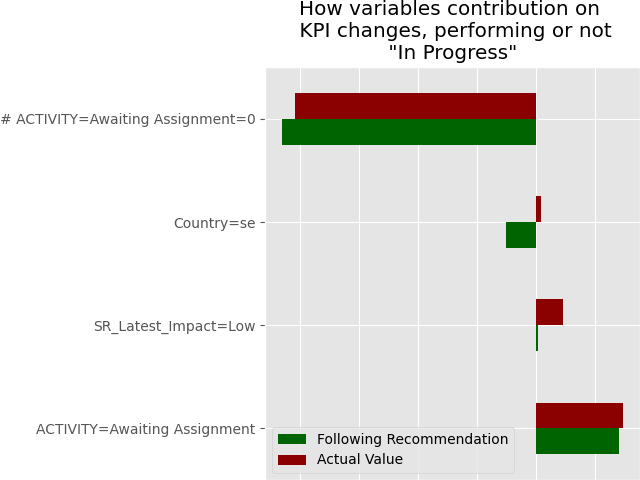 How variables contribution on
KPI changes, performing or not
"In Progress"
# ACTIVITY=Awaiting Assignment=0
Country=se
SR_Latest_Impact=Low
ACTIVITY=Awaiting Assignment
Following Recommendation
Actual Value